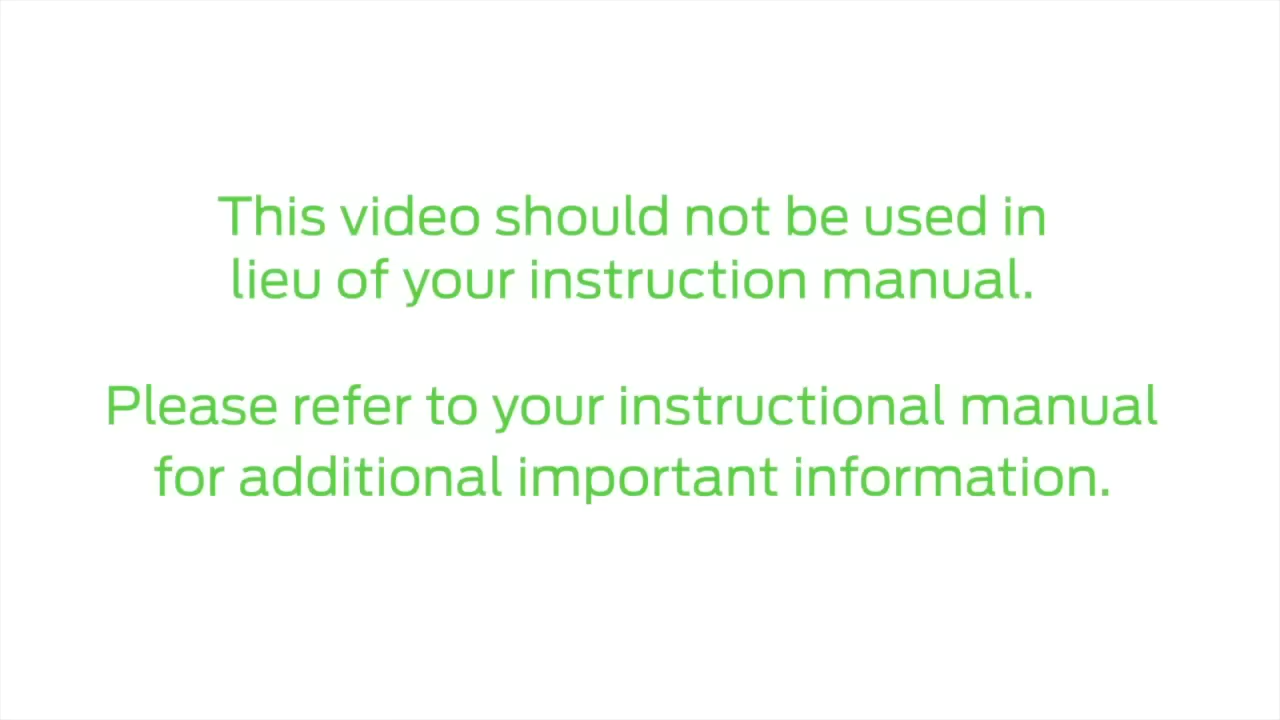 This video should not be used in
lieu of your instruction manual.
Please refer to your instructional manual
for additional important information.